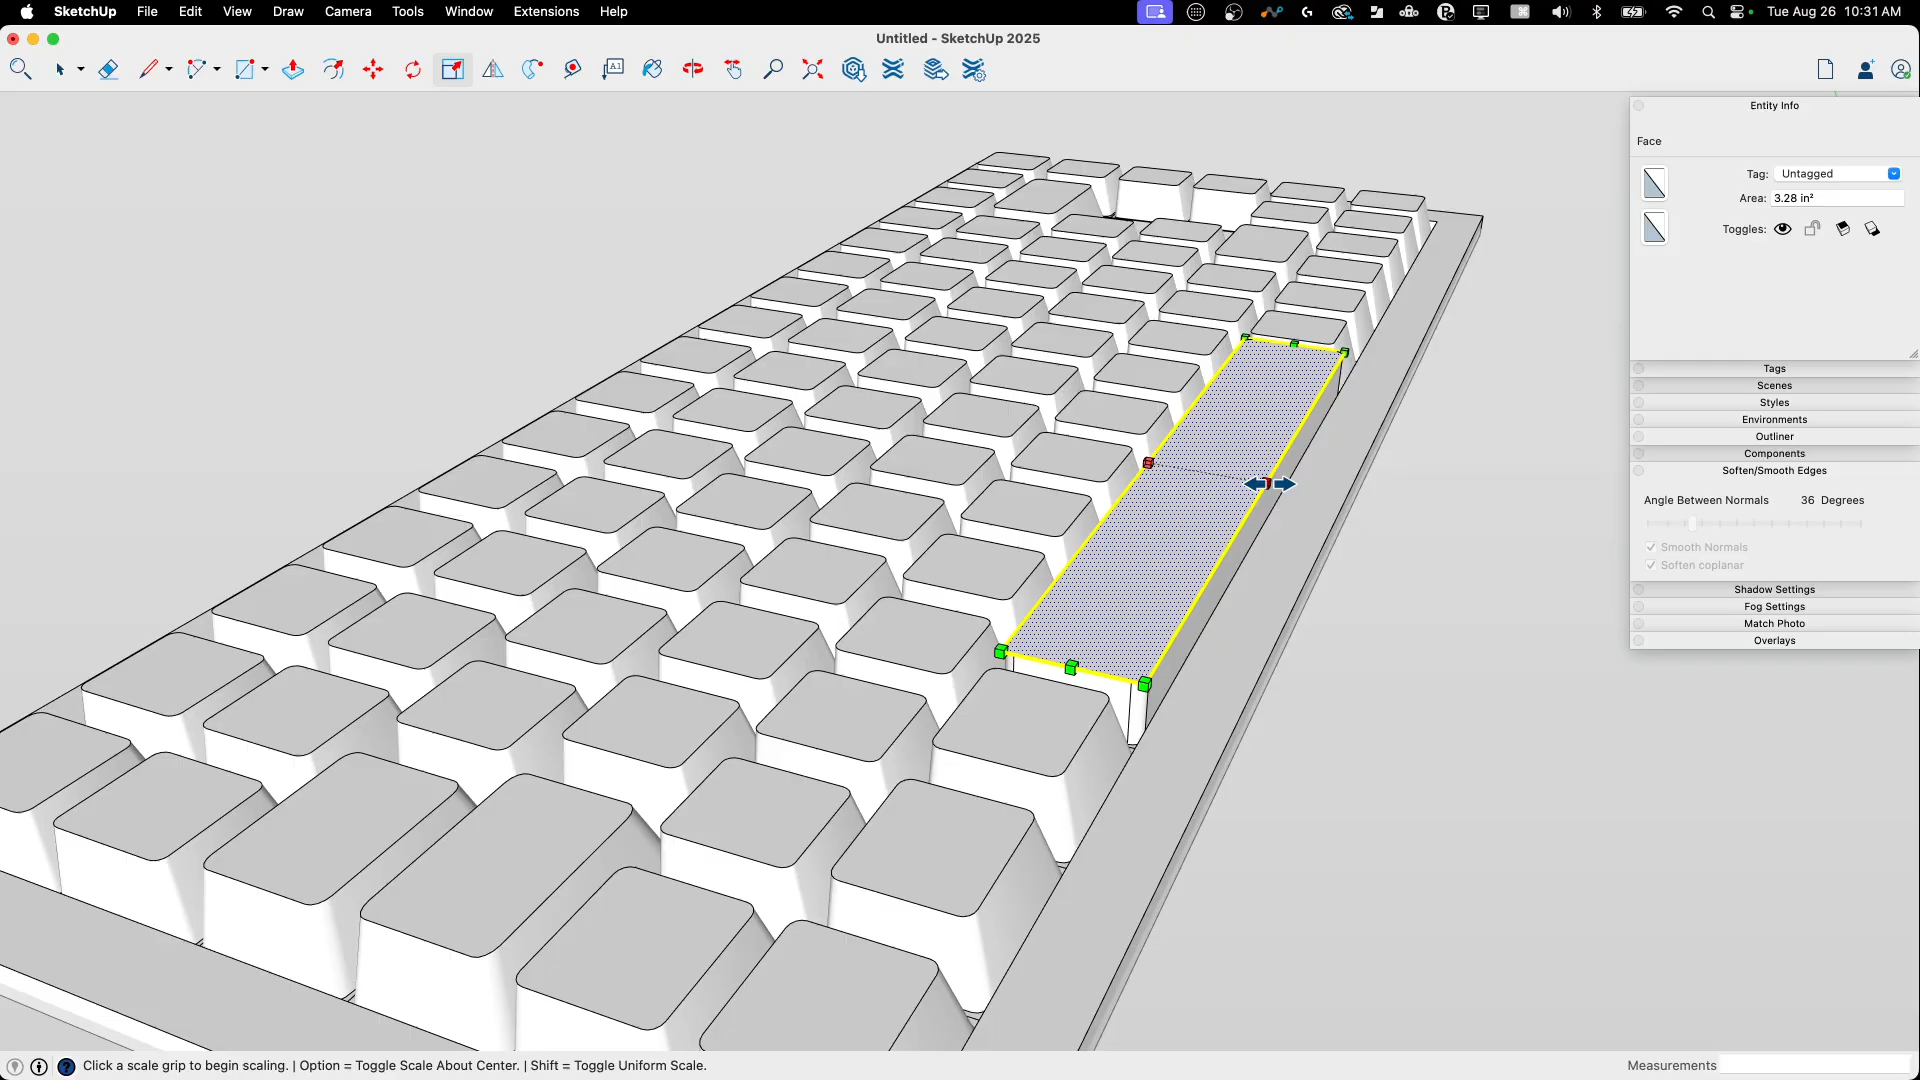 SketchUp File Edit View Draw Camera Tools Window Extensions Help Tue Aug 26 10:31 AM
Untitled - SketchUp 2025
A1
Entity Info
Face
Tag: Untagged
Area: 3.28 in²
Toggles:
Tags
Scenes
Styles
Environments
Outliner
Components
Soften/Smooth Edges
Angle Between Normals 36 Degrees
Smooth Normals
Soften coplanar
Shadow Settings
Fog Settings
Match Photo
Overlays
Click a scale grip to begin scaling. | Option = Toggle Scale About Center. | Shift = Toggle Uniform Scale. Measurements